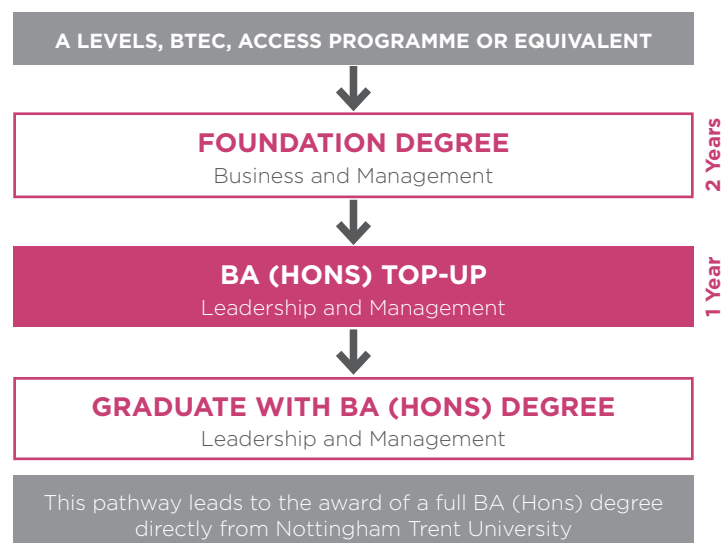 A LEVELS, BTEC, ACCESS PROGRAMME OR EQUIVALENT
FOUNDATION DEGREE
Business and Management
2 Years
BA (HONS) TOP-UP
Leadership and Management
1 Year
GRADUATE WITH BA (HONS) DEGREE
Leadership and Management
This pathway leads to the award of a full BA (Hons) degree
directly from Nottingham Trent University